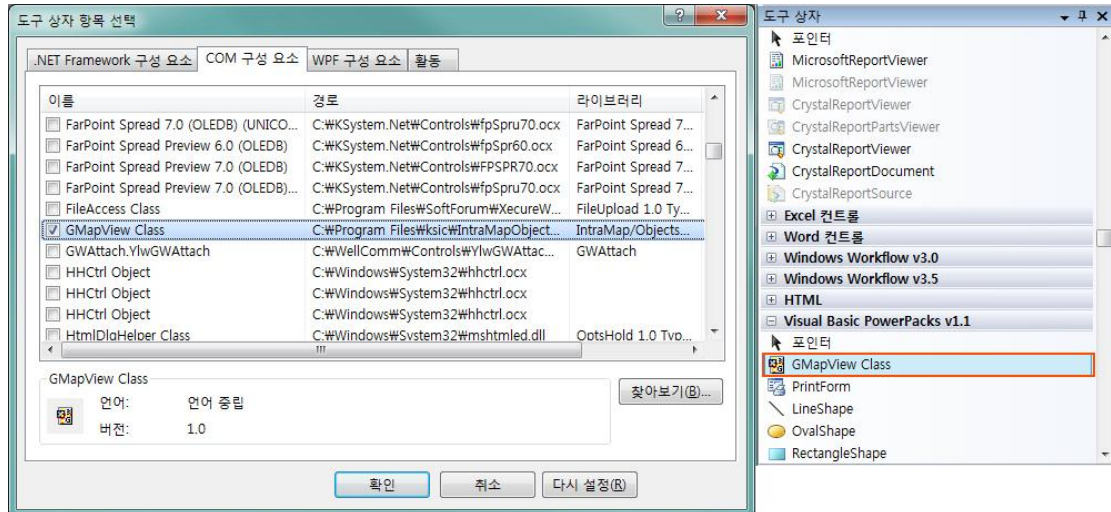 도구 상자 항목 선택
.NET Framework 구성 요소 COM 구성 요소 WPF 구성 요소 활동
이름 경로 라이브러리
FarPoint Spread 7.0 (OLEDB) (UNICO... C:₩KSystem.Net₩Controls₩fpSpru70.ocx FarPoint Spread 7...
FarPoint Spread Preview 6.0 (OLEDB) C:₩KSystem.Net₩Controls₩fpSpr60.ocx FarPoint Spread 6...
FarPoint Spread Preview 7.0 (OLEDB) C:₩KSystem.Net₩Controls₩FPSPR70.ocx FarPoint Spread 7...
FarPoint Spread Preview 7.0 (OLEDB)... C:₩KSystem.Net₩Controls₩fpSpru70.ocx FarPoint Spread 7...
FileAccess Class C:₩Program Files₩SoftForum₩XecureW... FileUpload 1.0 Ty...
GMapView Class C:₩Program Files₩ksic₩IntraMapObject... IntraMap/Objects...
GWAttach.YlwGWAttach C:₩WellComm₩Controls₩YlwGWAttac... GWAttach
HHCtrl Object C:₩Windows₩System32₩hhctrl.ocx
HHCtrl Object C:₩Windows₩System32₩hhctrl.ocx
HHCtrl Object C:₩Windows₩System32₩hhctrl.ocx
HtmlDlgHelper Class C:₩Windows₩System32₩mshtmled.dll OptsHold 1.0 Typ...
GMapView Class
언어: 언어 중립
버전: 1.0
찾아보기(B)...
확인 취소 다시 설정(R)
도구 상자
포인터
MicrosoftReportViewer
MicrosoftReportViewer
CrystalReportViewer
CrystalReportPartsViewer
CrystalReportViewer
CrystalReportDocument
CrystalReportSource
Excel 컨트롤
Word 컨트롤
Windows Workflow v3.0
Windows Workflow v3.5
HTML
Visual Basic PowerPacks v1.1
포인터
GMapView Class
PrintForm
LineShape
OvalShape
RectangleShape